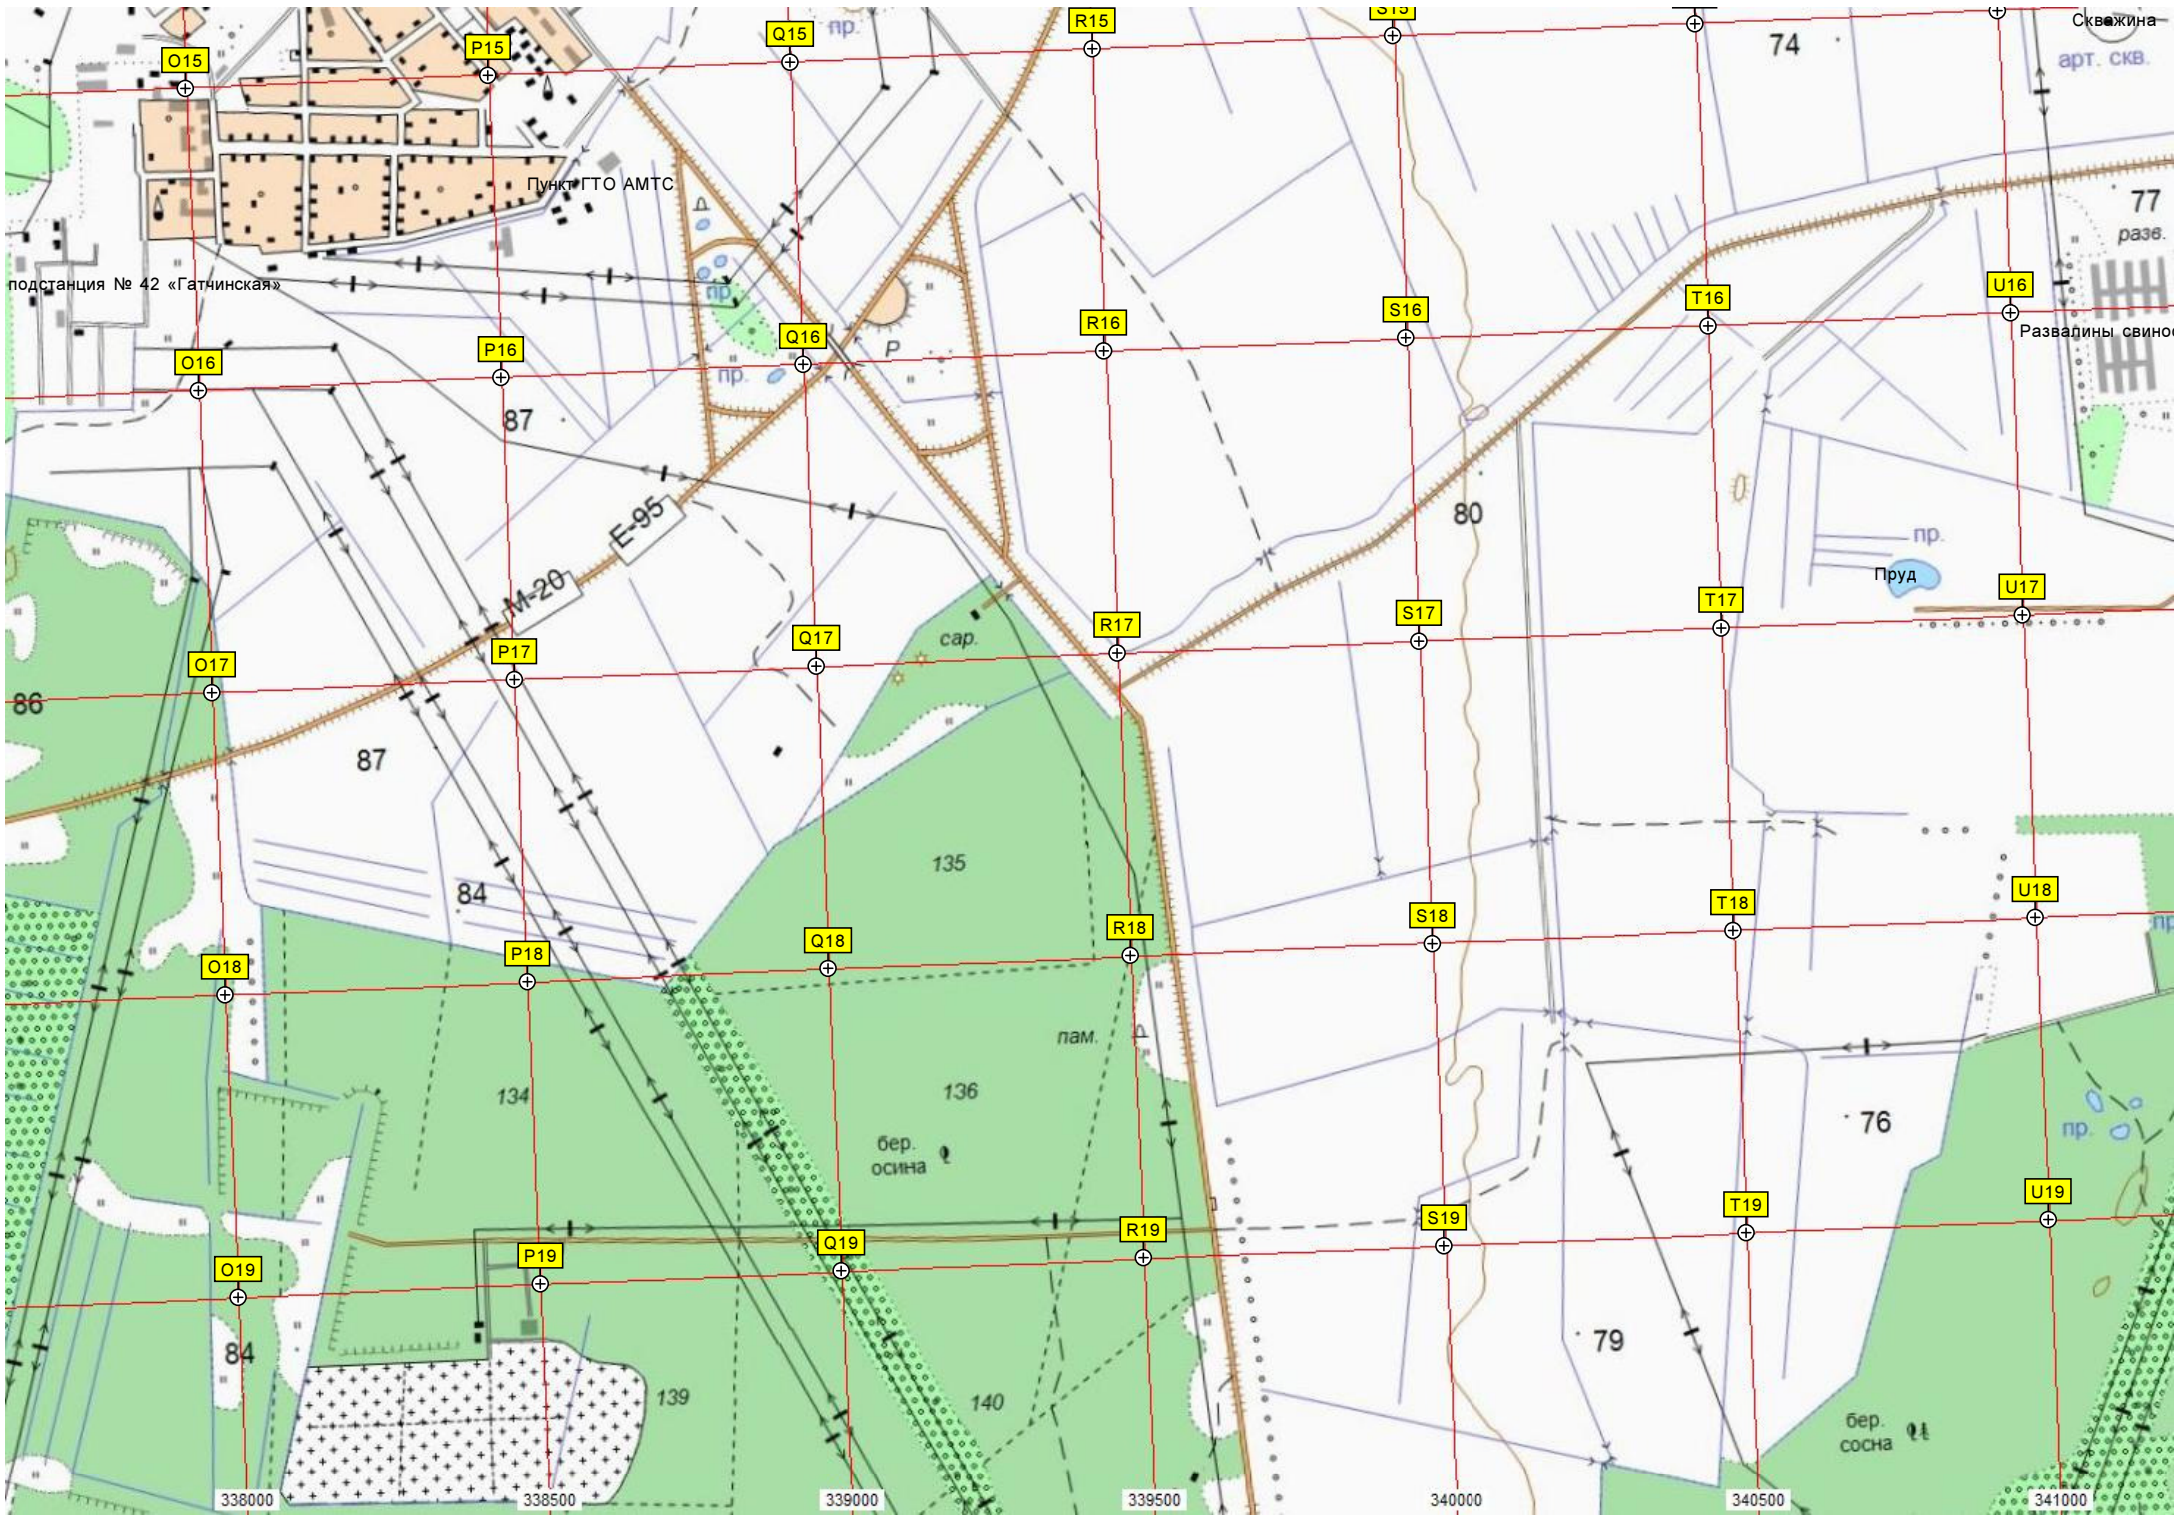 S15
Скважина
R15
Q15
пр.
74
P15
O15
арт. скв.
Пункт ГТО АМТС
77
разв.
подстанция № 42 «Гатчинская»
пр.
U16
T16
S16
R16
Q16
P16
O16
Р
пр.
87
Е-95
80
пр.
Пруд
М-20
U17
T17
S17
R17
сар.
Q17
P17
O17
86
87
135
84
U18
T18
S18
R18
Q18
P18
O18
пам.
134
136
76
пр.
бер.
осина
U19
T19
S19
R19
Q19
P19
O19
84
79
139
140
бер.
сосна
338000
338500
339000
339500
340000
340500
341000